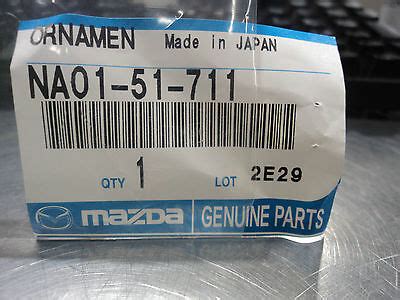 ORNAMEN Made in JAPAN
NA01-51-711
QTY 1 LOT 2E29
mazda GENUINE PARTS